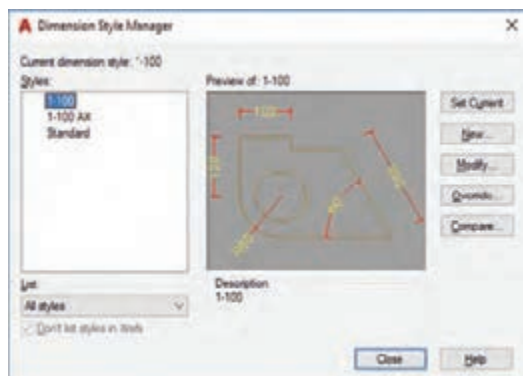 Dimension Style Manager
Current dimension style: 1-100
Styles:
1-100
1-100 AX
Standard
Preview of: 1-100
Set Current
New...
Modify...
Override...
Compare...
List:
All styles
Don't list styles in Xrefs
Description
1-100
Close
Help